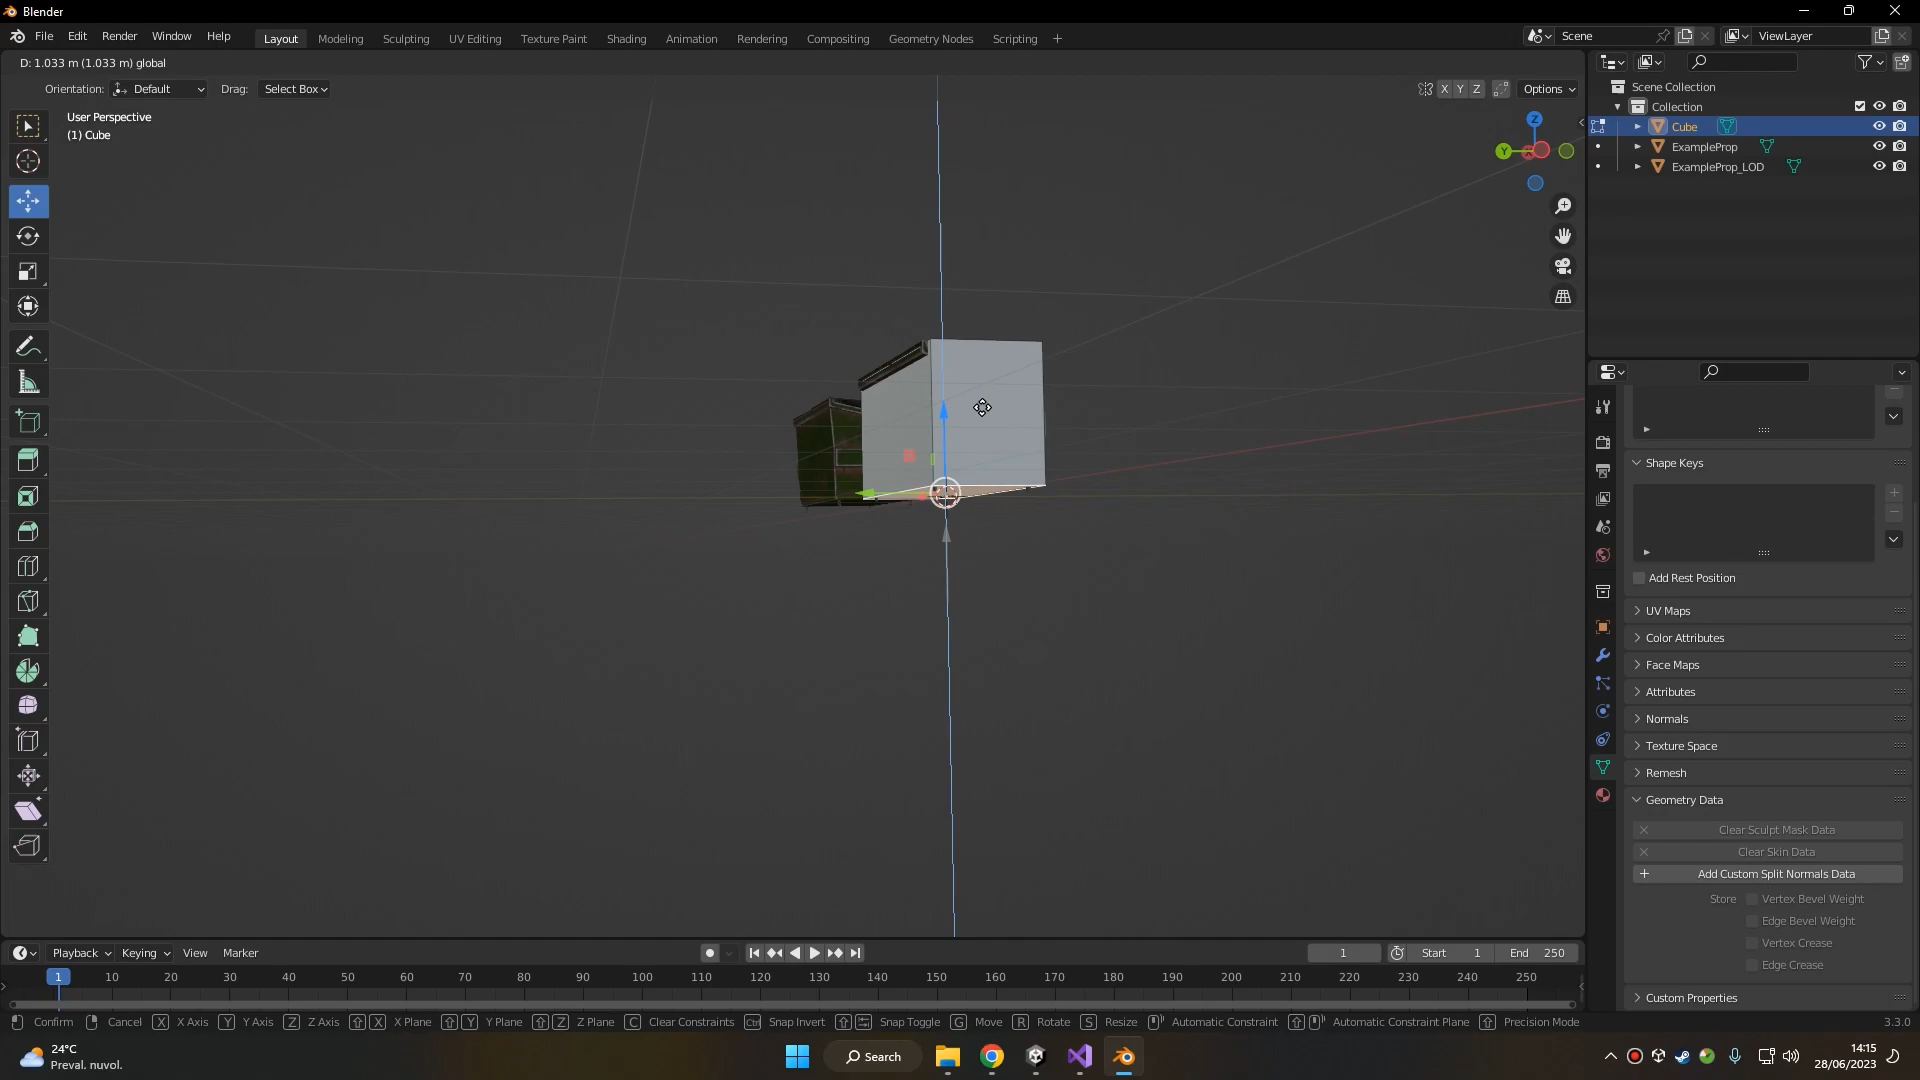 Blender
File Edit Render Window Help Layout Modeling Sculpting UV Editing Texture Paint Shading Animation Rendering Compositing Geometry Nodes Scripting + Scene ViewLayer
D: 1.033 m (1.033 m) global
Orientation: Default Drag: Select Box X Y Z Options
User Perspective
(1) Cube
Z
Y
Scene Collection
Collection
Cube
ExampleProp
ExampleProp_LOD
Shape Keys
Add Rest Position
UV Maps
Color Attributes
Face Maps
Attributes
Normals
Texture Space
Remesh
Geometry Data
Clear Sculpt Mask Data
Clear Skin Data
Add Custom Split Normals Data
Store Vertex Bevel Weight
Edge Bevel Weight
Vertex Crease
Edge Crease
Custom Properties
Playback Keying View Marker 1 Start 1 End 250
1 10 20 30 40 50 60 70 80 90 100 110 120 130 140 150 160 170 180 190 200 210 220 230 240 250
Confirm Cancel X X Axis Y Y Axis Z Z Axis X X Plane Y Y Plane Z Z Plane C Clear Constraints Ctrl Snap Invert Snap Toggle G Move R Rotate S Resize Automatic Constraint Automatic Constraint Plane Precision Mode 3.3.0
24°C
Preval. nuvol.
Search
14:15
28/06/2023